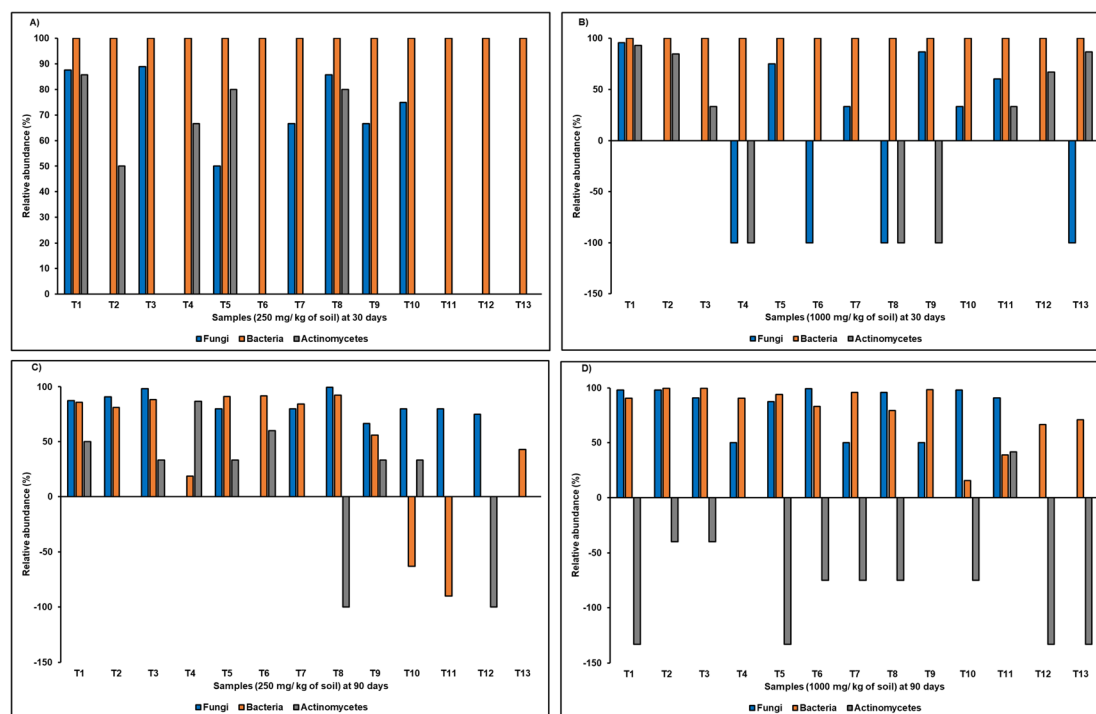 A)
Relative abundance (%)
100
90
80
70
60
50
40
30
20
10
0
T1 T2 T3 T4 T5 T6 T7 T8 T9 T10 T11 T12 T13
Samples (250 mg/ kg of soil) at 30 days
Fungi Bacteria Actinomycetes
B)
Relative abundance (%)
100
50
0
-50
-100
-150
T1 T2 T3 T4 T5 T6 T7 T8 T9 T10 T11 T12 T13
Samples (1000 mg/ kg of soil) at 30 days
Fungi Bacteria Actinomycetes
C)
Relative abundance (%)
100
50
0
-50
-100
-150
T1 T2 T3 T4 T5 T6 T7 T8 T9 T10 T11 T12 T13
Samples (250 mg/ kg of soil) at 90 days
Fungi Bacteria Actinomycetes
D)
Relative abundance (%)
100
50
0
-50
-100
-150
T1 T2 T3 T4 T5 T6 T7 T8 T9 T10 T11 T12 T13
Samples (1000 mg/ kg of soil) at 90 days
Fungi Bacteria Actinomycetes